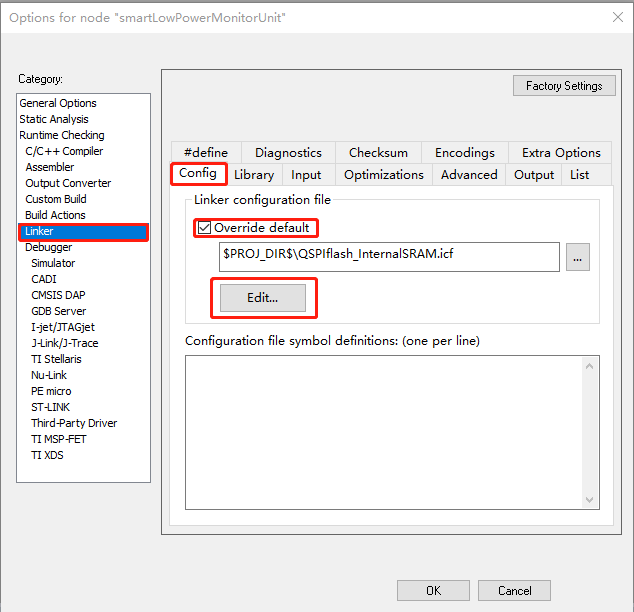 Options for node "smartLowPowerMonitorUnit"
Category:
General Options
Static Analysis
Runtime Checking
C/C++ Compiler
Assembler
Output Converter
Custom Build
Build Actions
Linker
Debugger
Simulator
CADI
CMSIS DAP
GDB Server
I-jet/JTAGjet
J-Link/J-Trace
TI Stellaris
Nu-Link
PE micro
ST-LINK
Third-Party Driver
TI MSP-FET
TI XDS
Factory Settings
#define Diagnostics Checksum Encodings Extra Options
Config Library Input Optimizations Advanced Output List
Linker configuration file
Override default
$PROJ_DIR$\QSPIflash_InternalSRAM.icf
...
Edit...
Configuration file symbol definitions: (one per line)
OK Cancel